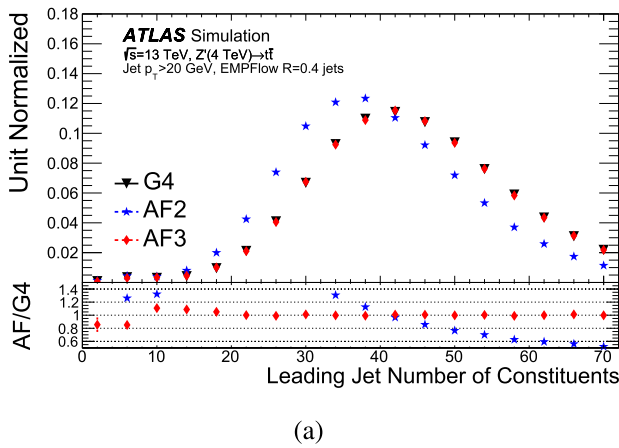 0.18
0.16
0.14
0.12
0.1
0.08
0.06
0.04
0.02
Unit Normalized
ATLAS Simulation
√s=13 TeV, Z'(4 TeV)→tt̄
Jet p_T>20 GeV, EMPFlow R=0.4 jets
G4
AF2
AF3
1.4
1.2
1
0.8
0.6
AF/G4
0 10 20 30 40 50 60 70
Leading Jet Number of Constituents
(a)